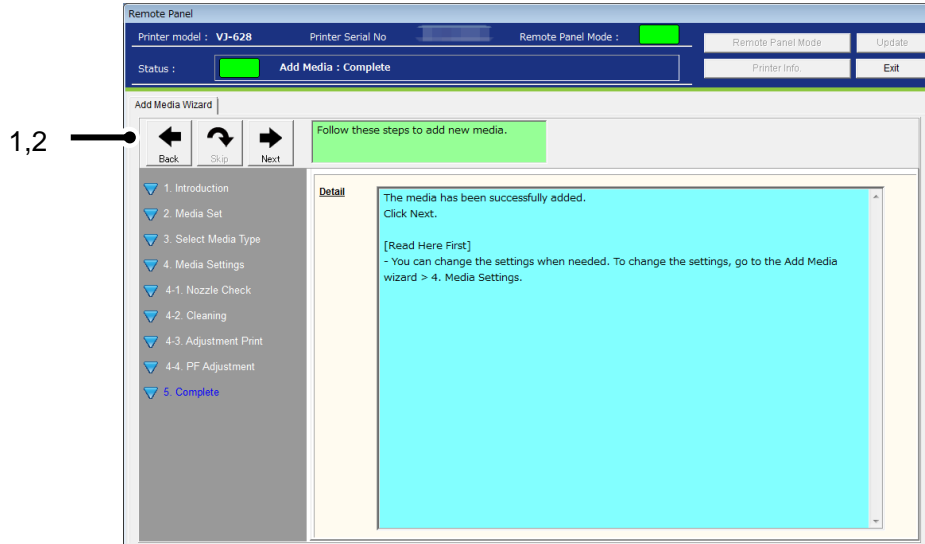 Remote Panel
Printer model : VJ-628 Printer Serial No Remote Panel Mode :
Remote Panel Mode Update
Status : Add Media : Complete
Printer Info. Exit
Add Media Wizard
1,2
Back Skip Next
Follow these steps to add new media.
1. Introduction
2. Media Set
3. Select Media Type
4. Media Settings
4-1. Nozzle Check
4-2. Cleaning
4-3. Adjustment Print
4-4. PF Adjustment
5. Complete
Detail
The media has been successfully added.
Click Next.
[Read Here First]
- You can change the settings when needed. To change the settings, go to the Add Media
wizard > 4. Media Settings.